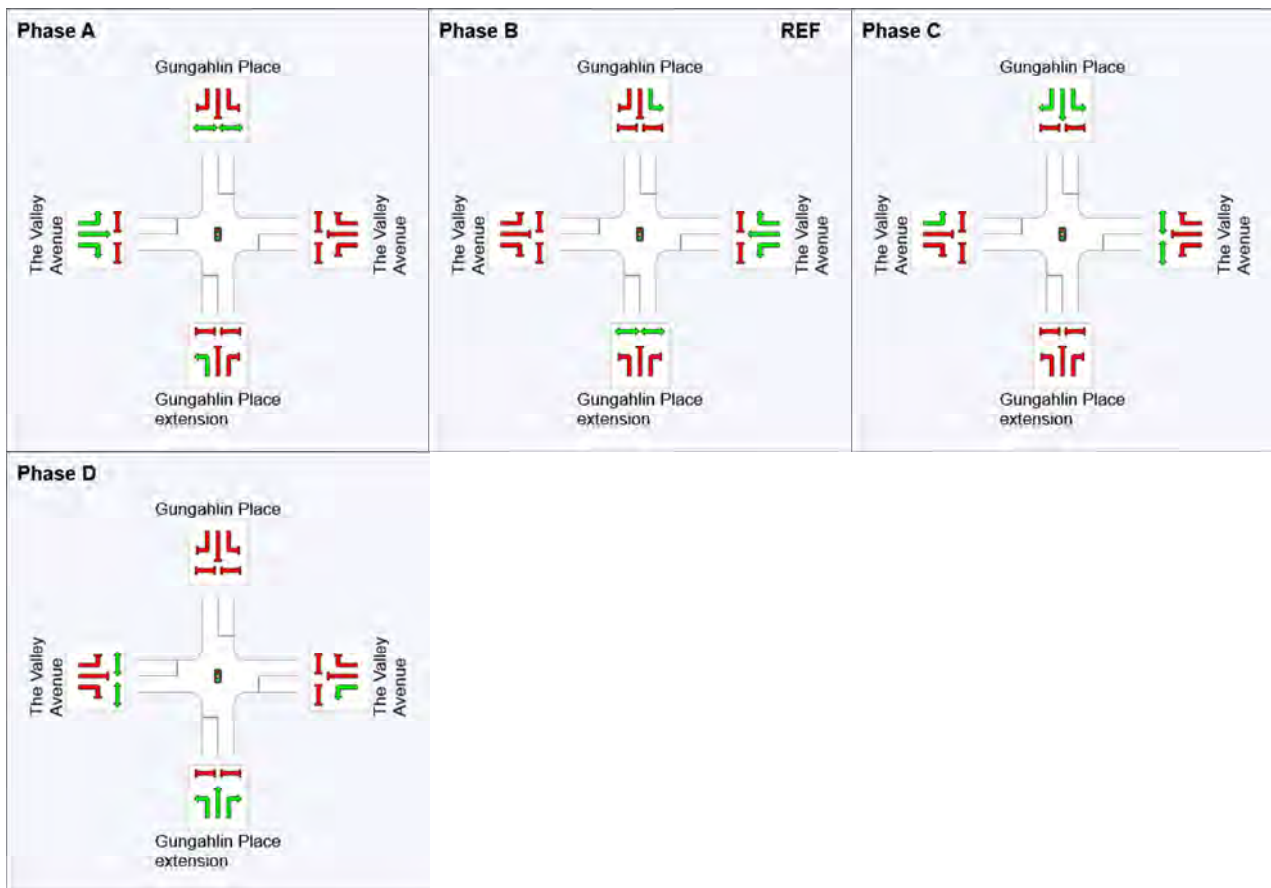 Phase A
Gungahlin Place
The Valley
Avenue
The Valley
Avenue
Gungahlin Place
extension
Phase B
REF
Gungahlin Place
The Valley
Avenue
The Valley
Avenue
Gungahlin Place
extension
Phase C
Gungahlin Place
The Valley
Avenue
The Valley
Avenue
Gungahlin Place
extension
Phase D
Gungahlin Place
The Valley
Avenue
The Valley
Avenue
Gungahlin Place
extension